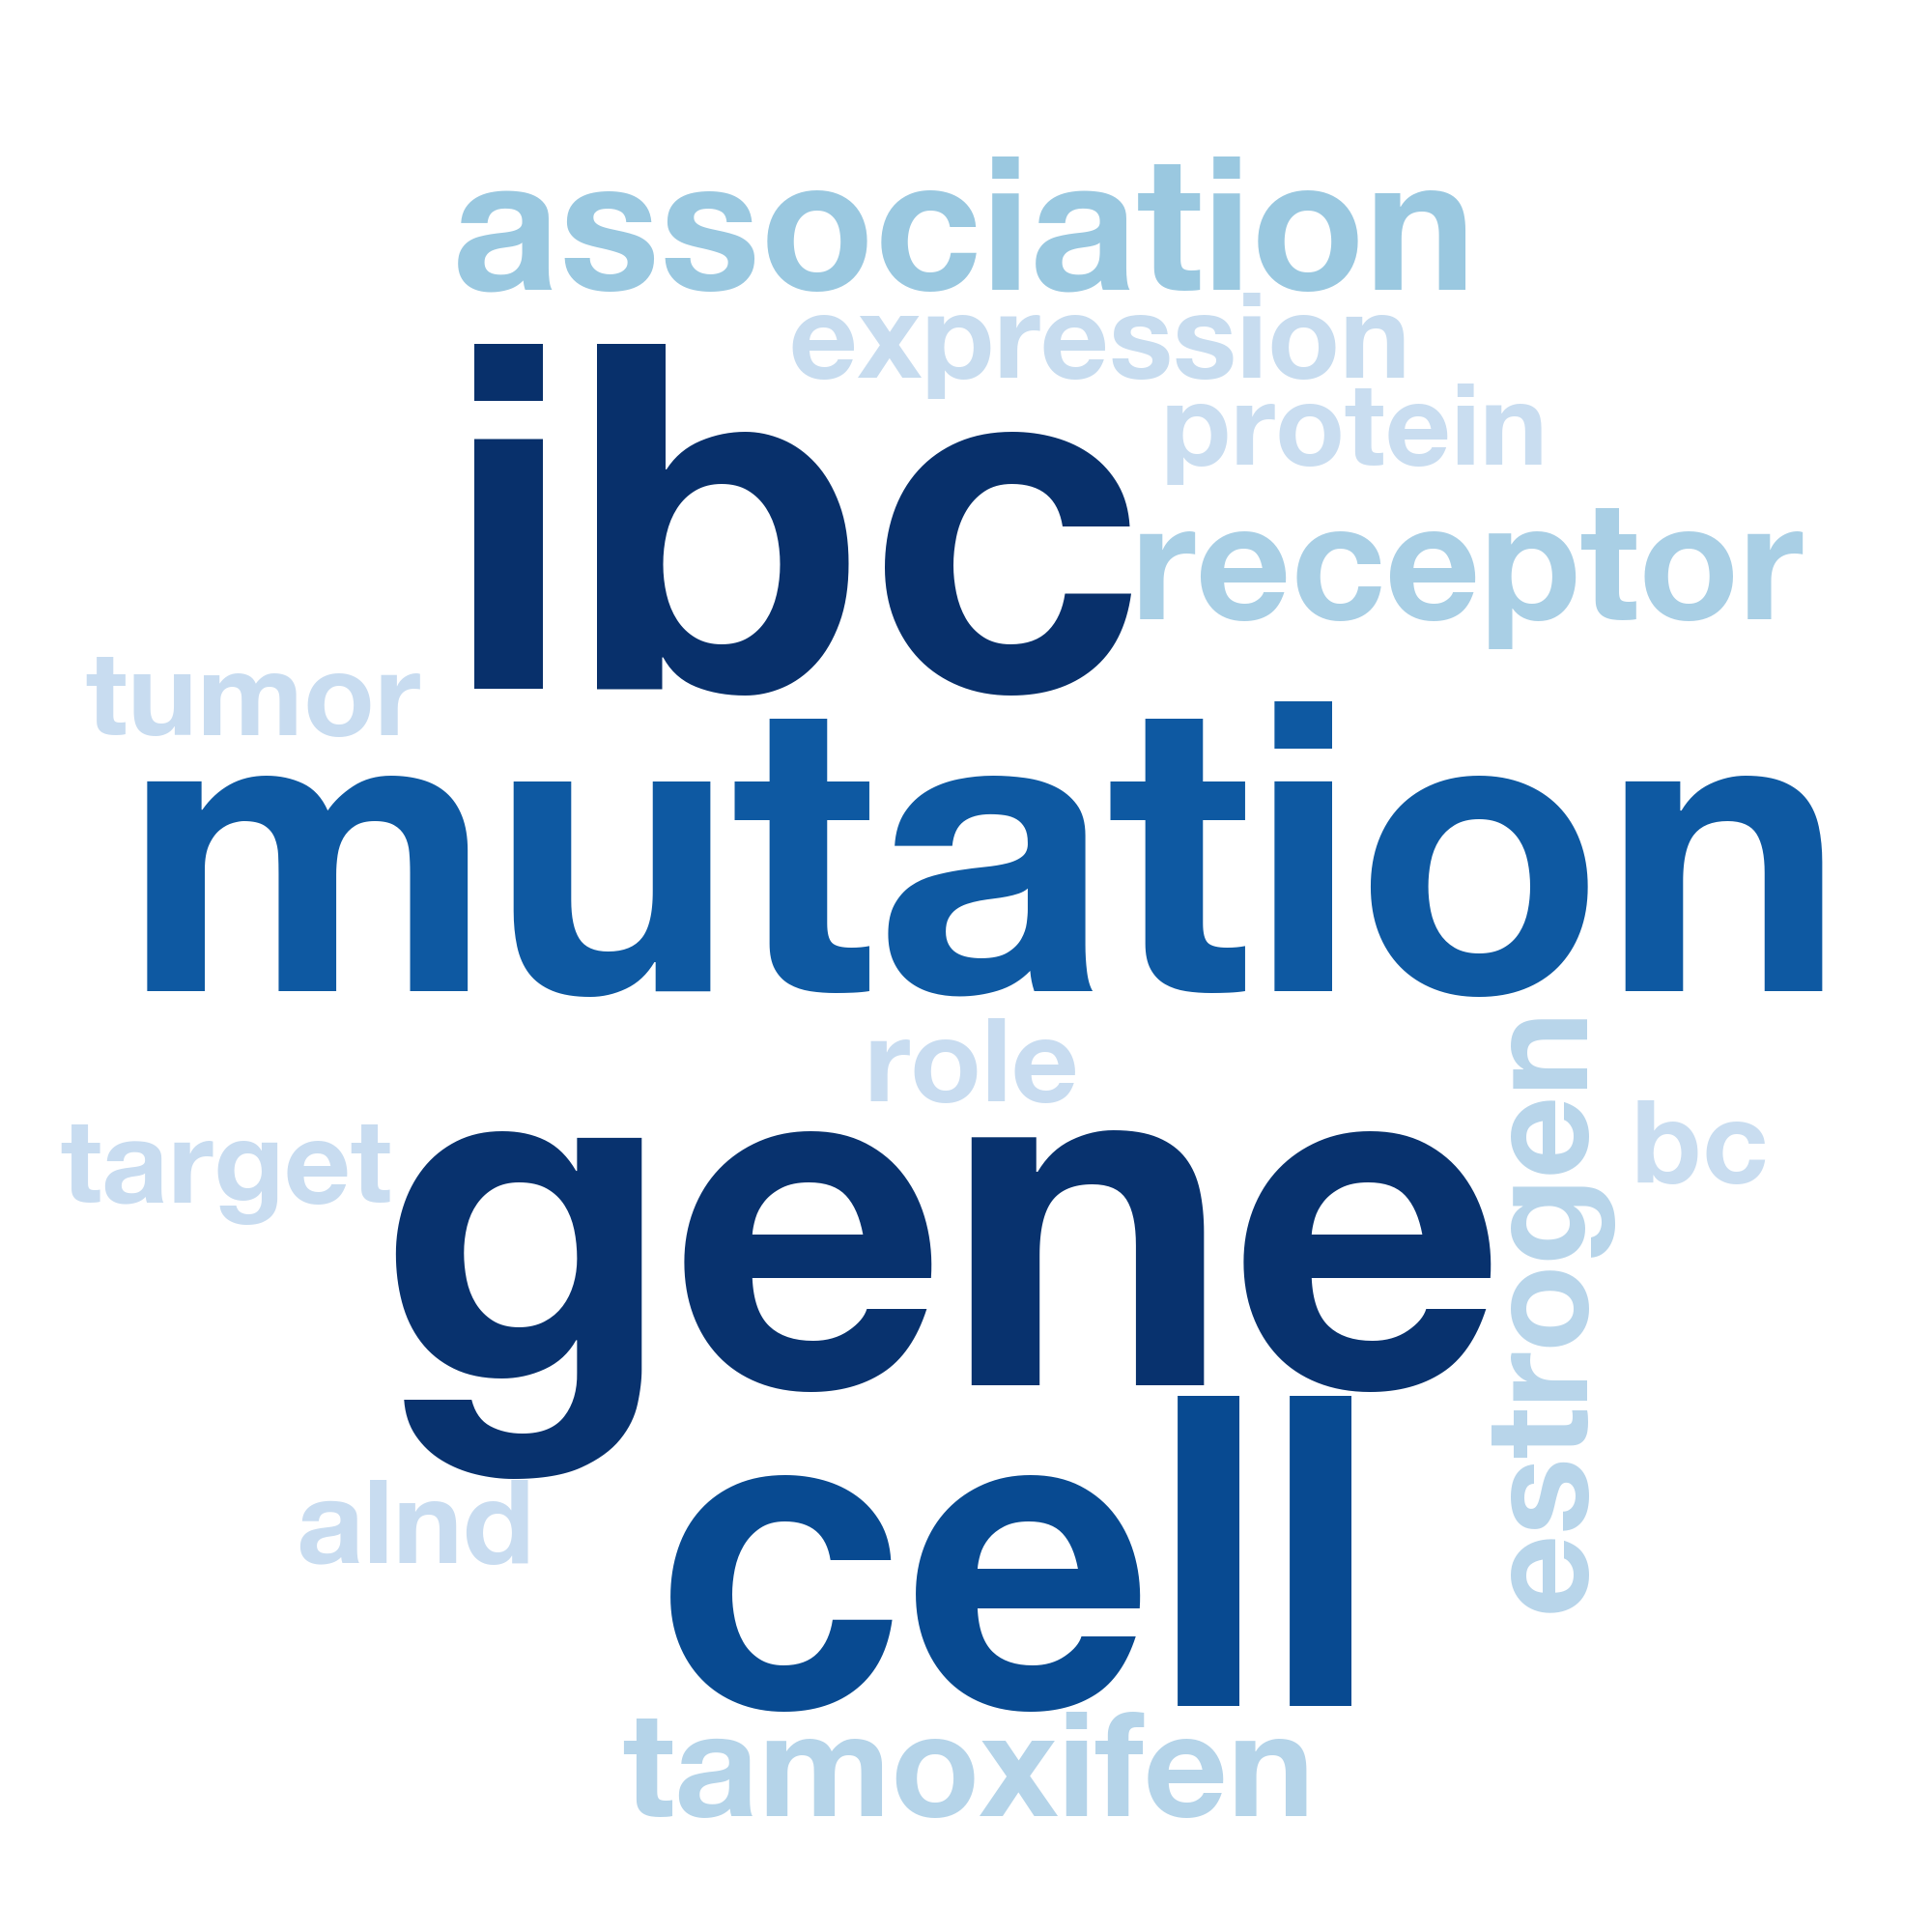 association
expression
protein
ibc
receptor
tumor
mutation
role
estrogen
bc
target
gene
cell
alnd
tamoxifen